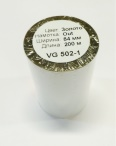 Цвет: Золото
Намотка: Out
Ширина: 84 мм
Длина: 200 м
VG 502-1